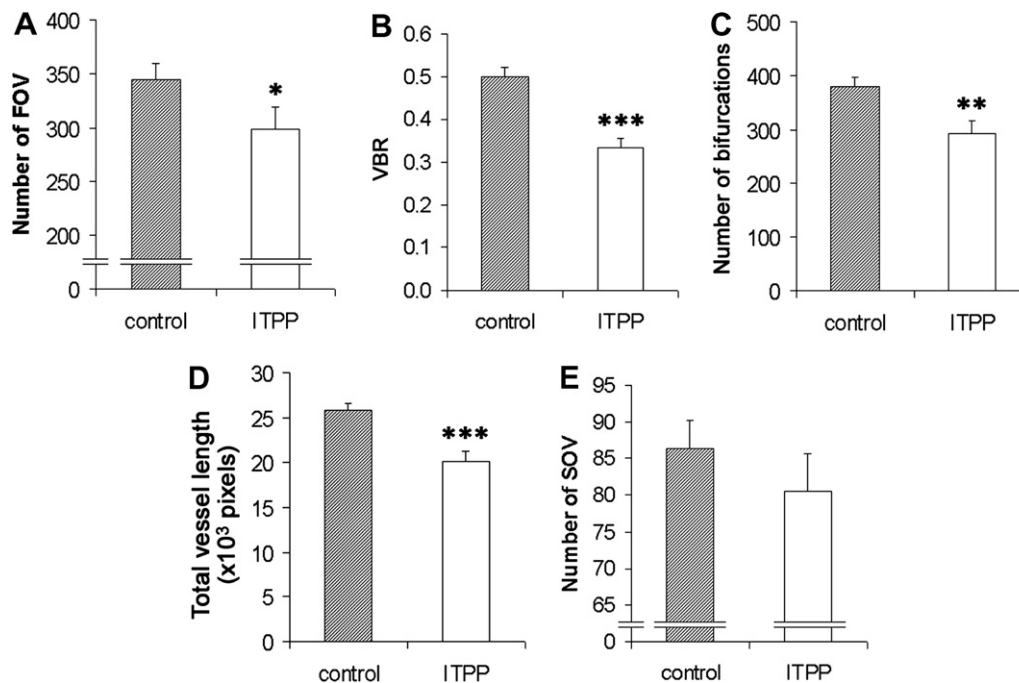 A
Number of FOV
400
350
300
250
200
0
*
control
ITPP
B
VBR
0.6
0.5
0.4
0.3
0.2
0.1
0.0
***
control
ITPP
C
Number of bifurcations
500
400
300
200
100
0
**
control
ITPP
D
Total vessel length
(x10³ pixels)
30
25
20
15
10
5
0
***
control
ITPP
E
Number of SOV
95
90
85
80
75
70
65
0
control
ITPP